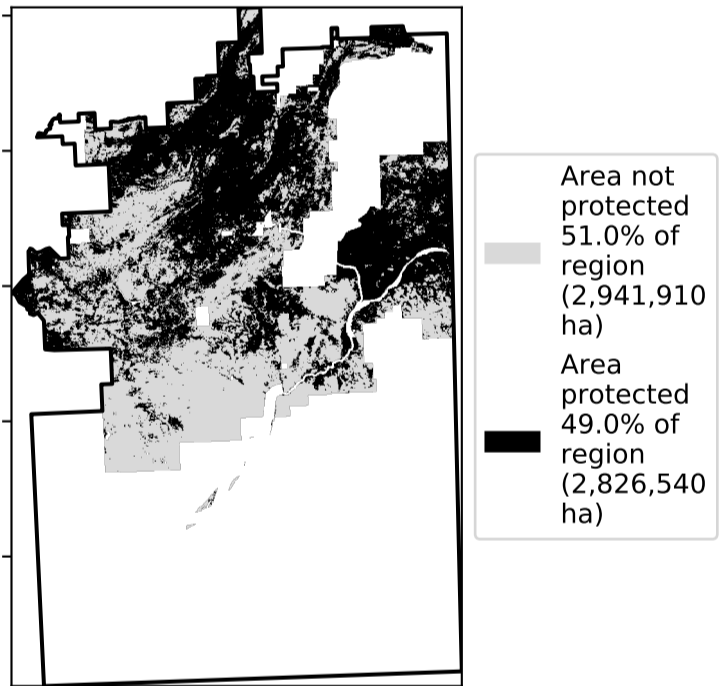 Area not
protected
51.0% of
region
(2,941,910
ha)
Area
protected
49.0% of
region
(2,826,540
ha)